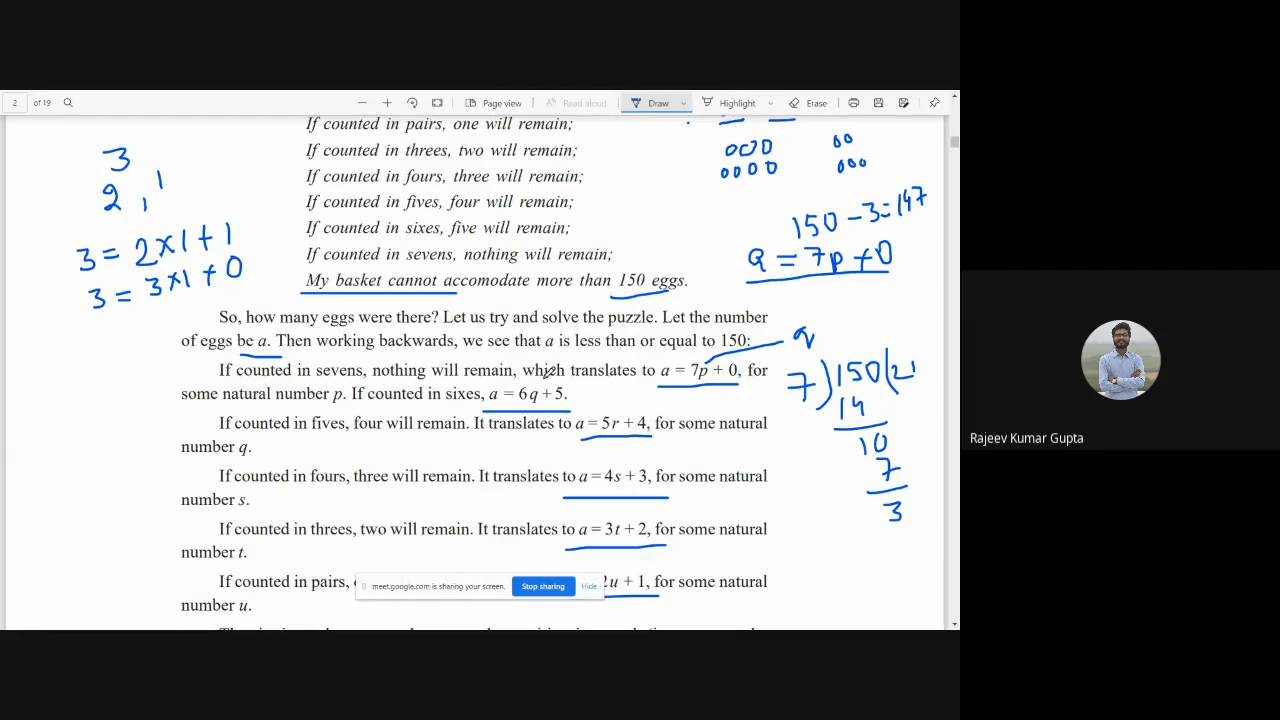 2 of 19 Page view Read aloud Draw Highlight Erase
If counted in pairs, one will remain;
If counted in threes, two will remain;
If counted in fours, three will remain;
If counted in fives, four will remain;
If counted in sixes, five will remain;
If counted in sevens, nothing will remain;
My basket cannot accomodate more than 150 eggs.
3
2, 1
1
3 = 2×1+1
3 = 3×1+0
150 - 3 = 147
a = 7p + 0
So, how many eggs were there? Let us try and solve the puzzle. Let the number
of eggs be a. Then working backwards, we see that a is less than or equal to 150:
If counted in sevens, nothing will remain, which translates to a = 7p + 0, for
some natural number p. If counted in sixes, a = 6q + 5.
If counted in fives, four will remain. It translates to a = 5r + 4, for some natural
number q.
If counted in fours, three will remain. It translates to a = 4s + 3, for some natural
number s.
If counted in threes, two will remain. It translates to a = 3t + 2, for some natural
number t.
If counted in pairs, 2u + 1, for some natural
number u.
7)150(21
14
10
7
3
meet.google.com is sharing your screen. Stop sharing Hide
Rajeev Kumar Gupta